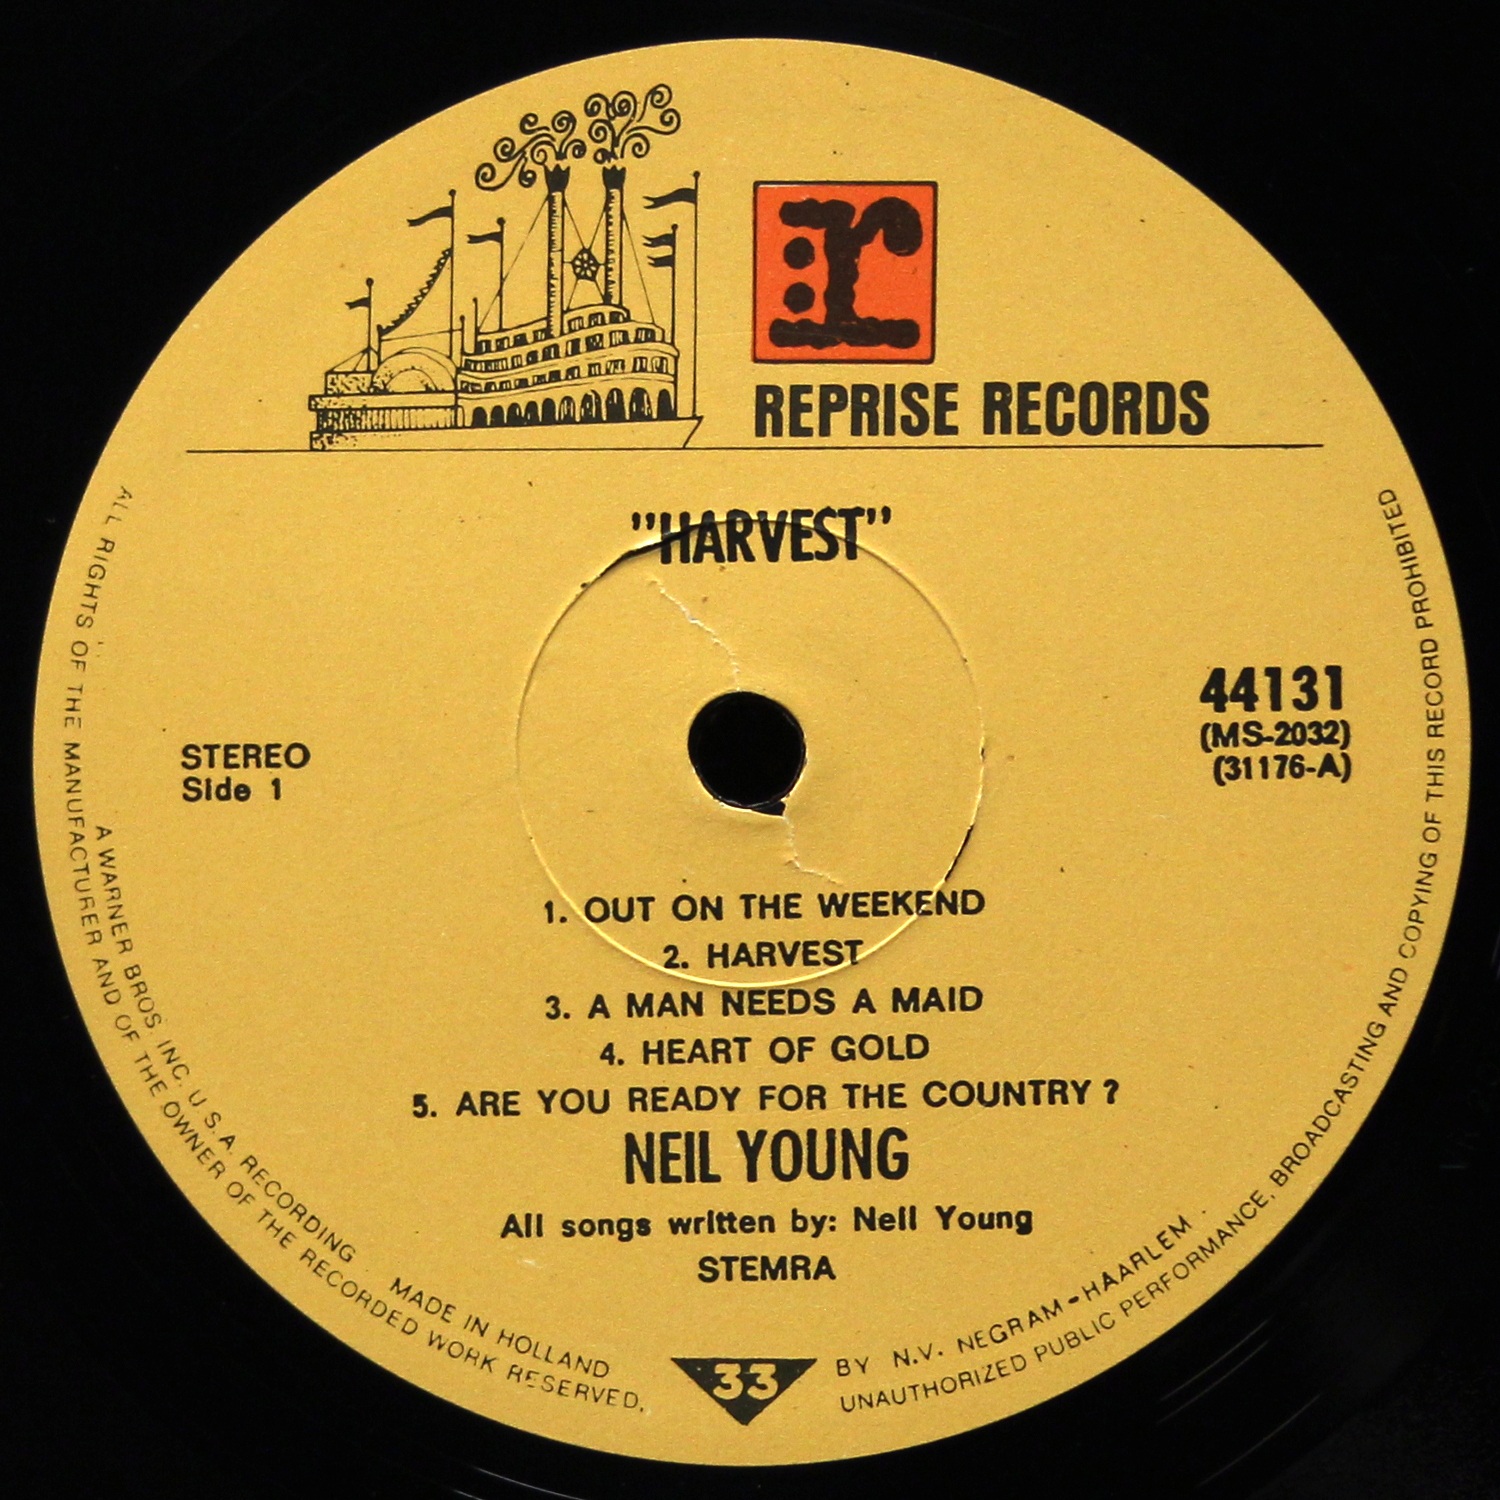 r:
REPRISE RECORDS
"HARVEST"
STEREO
Side 1
44131
(MS-2032)
(31176-A)
1. OUT ON THE WEEKEND
2. HARVEST
3. A MAN NEEDS A MAID
4. HEART OF GOLD
5. ARE YOU READY FOR THE COUNTRY ?
NEIL YOUNG
All songs written by: Neil Young
STEMRA
33
A WARNER BROS. INC. U.S.A. RECORDING MADE IN HOLLAND BY N.V. NEGRAM-HAARLEM
ALL RIGHTS OF THE MANUFACTURER AND OF THE OWNER OF THE RECORDED WORK RESERVED. UNAUTHORIZED PUBLIC PERFORMANCE, BROADCASTING AND COPYING OF THIS RECORD PROHIBITED